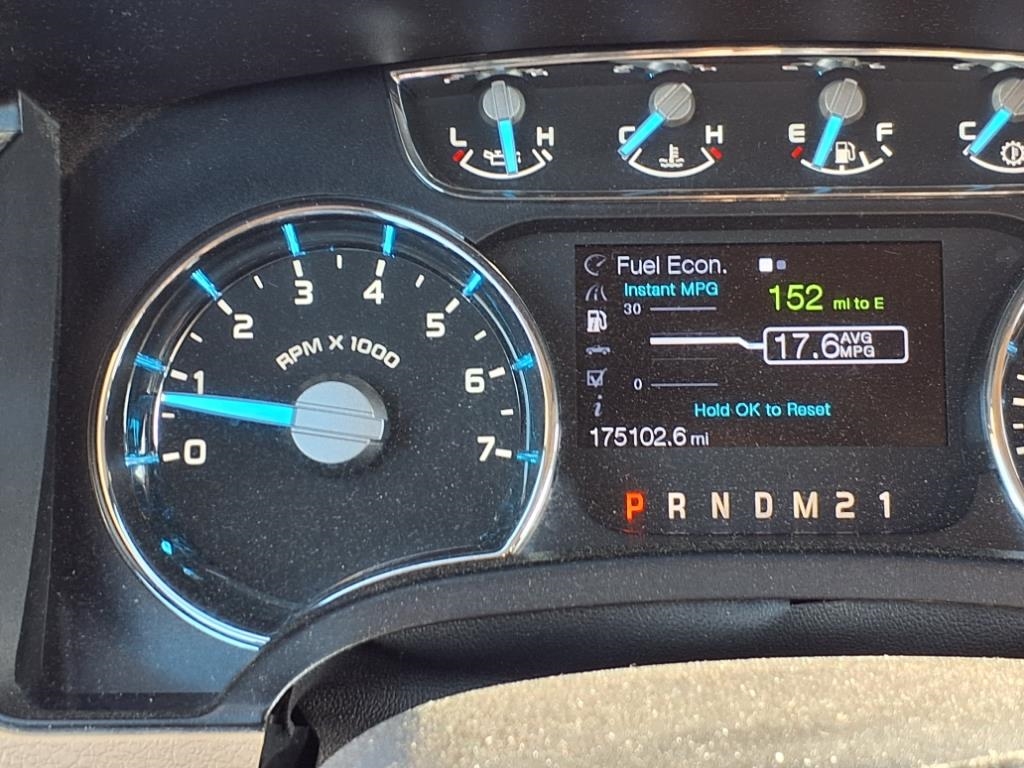 L H
C H
E F
C
RPM X 1000
0
1
2
3
4
5
6
7
Fuel Econ.
Instant MPG
30
152 mi to E
17.6 AVG MPG
0
Hold OK to Reset
175102.6 mi
P R N D M 2 1